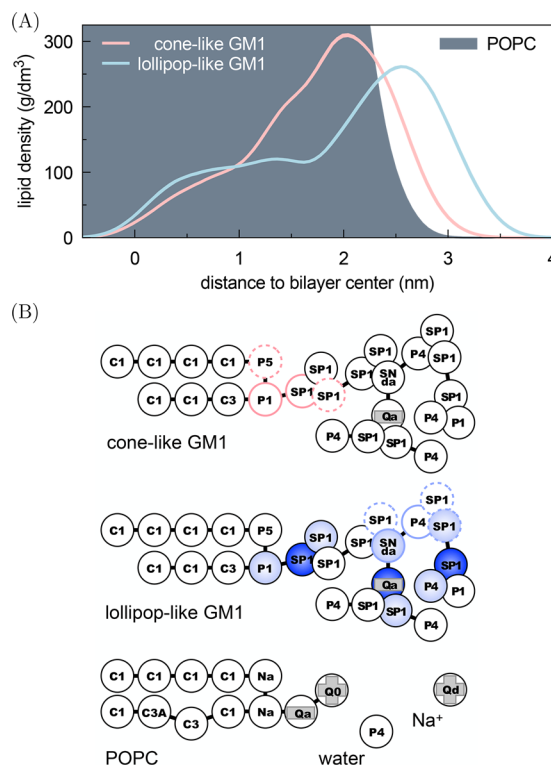 (A)
300
200
100
0
lipid density (g/dm³)
cone-like GM1
lollipop-like GM1
POPC
0 1 2 3 4
distance to bilayer center (nm)
(B)
SP1
C1 C1 C1 C1 P5 SP1 SP1 P4 SP1
SP1 SN da
C1 C1 C3 P1 SP1 SP1 SP1
Qa P4 P1
P4 SP1 SP1 P4
cone-like GM1
SP1
C1 C1 C1 C1 P5 SP1 SP1 P4 SP1
SP1 SN da
C1 C1 C3 P1 SP1 SP1 SP1
Qa P4 P1
P4 SP1 SP1 P4
lollipop-like GM1
C1 C1 C1 C1 Na Q0 Qd
C1 C3A C3 C1 Na Qa
Na⁺
P4
POPC water